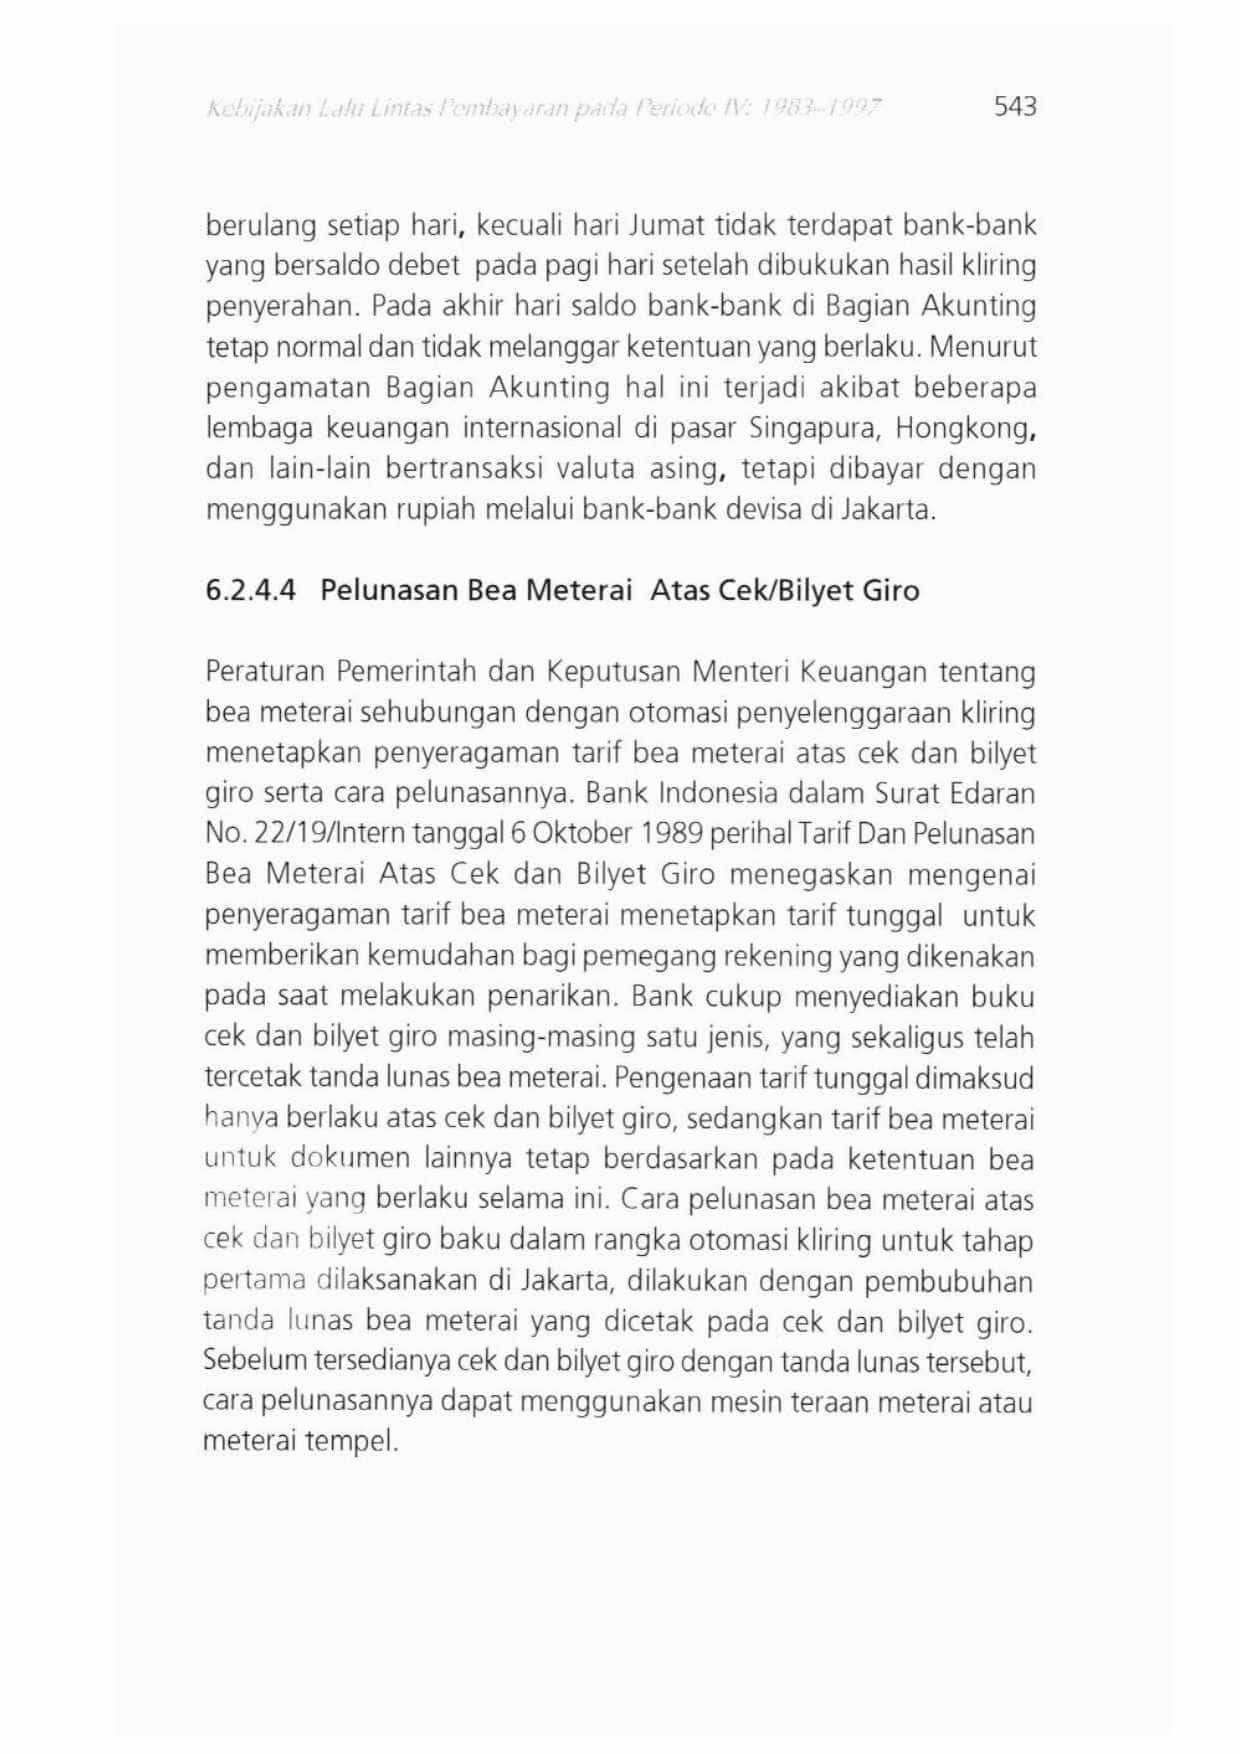 Kebijakan Lalu Lintas Pembayaran pada Periode IV: 1983–1997 543
berulang setiap hari, kecuali hari Jumat tidak terdapat bank-bank
yang bersaldo debet pada pagi hari setelah dibukukan hasil kliring
penyerahan. Pada akhir hari saldo bank-bank di Bagian Akunting
tetap normal dan tidak melanggar ketentuan yang berlaku. Menurut
pengamatan Bagian Akunting hal ini terjadi akibat beberapa
lembaga keuangan internasional di pasar Singapura, Hongkong,
dan lain-lain bertransaksi valuta asing, tetapi dibayar dengan
menggunakan rupiah melalui bank-bank devisa di Jakarta.
6.2.4.4 Pelunasan Bea Meterai Atas Cek/Bilyet Giro
Peraturan Pemerintah dan Keputusan Menteri Keuangan tentang
bea meterai sehubungan dengan otomasi penyelenggaraan kliring
menetapkan penyeragaman tarif bea meterai atas cek dan bilyet
giro serta cara pelunasannya. Bank Indonesia dalam Surat Edaran
No. 22/19/Intern tanggal 6 Oktober 1989 perihal Tarif Dan Pelunasan
Bea Meterai Atas Cek dan Bilyet Giro menegaskan mengenai
penyeragaman tarif bea meterai menetapkan tarif tunggal untuk
memberikan kemudahan bagi pemegang rekening yang dikenakan
pada saat melakukan penarikan. Bank cukup menyediakan buku
cek dan bilyet giro masing-masing satu jenis, yang sekaligus telah
tercetak tanda lunas bea meterai. Pengenaan tarif tunggal dimaksud
hanya berlaku atas cek dan bilyet giro, sedangkan tarif bea meterai
untuk dokumen lainnya tetap berdasarkan pada ketentuan bea
meterai yang berlaku selama ini. Cara pelunasan bea meterai atas
cek dan bilyet giro baku dalam rangka otomasi kliring untuk tahap
pertama dilaksanakan di Jakarta, dilakukan dengan pembubuhan
tanda lunas bea meterai yang dicetak pada cek dan bilyet giro.
Sebelum tersedianya cek dan bilyet giro dengan tanda lunas tersebut,
cara pelunasannya dapat menggunakan mesin teraan meterai atau
meterai tempel.